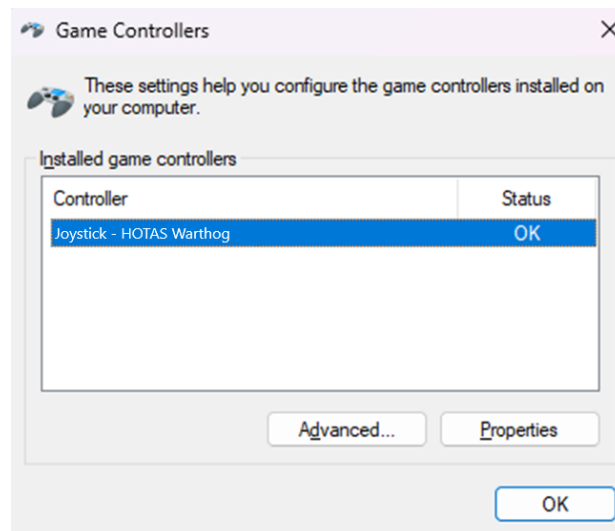 Game Controllers
These settings help you configure the game controllers installed on
your computer.
Installed game controllers
Controller Status
Joystick - HOTAS Warthog OK
Advanced... Properties
OK